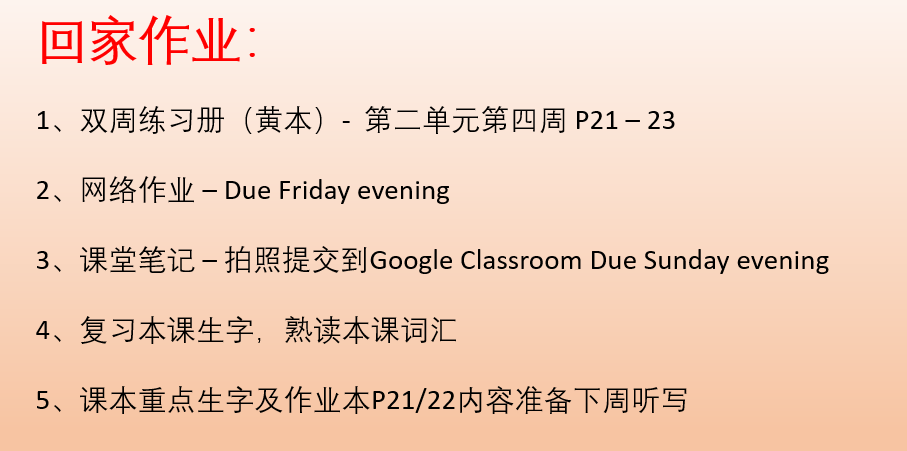 回家作业：
1、双周练习册（黄本）- 第二单元第四周 P21 – 23
2、网络作业 – Due Friday evening
3、课堂笔记 – 拍照提交到Google Classroom Due Sunday evening
4、复习本课生字，熟读本课词汇
5、课本重点生字及作业本P21/22内容准备下周听写